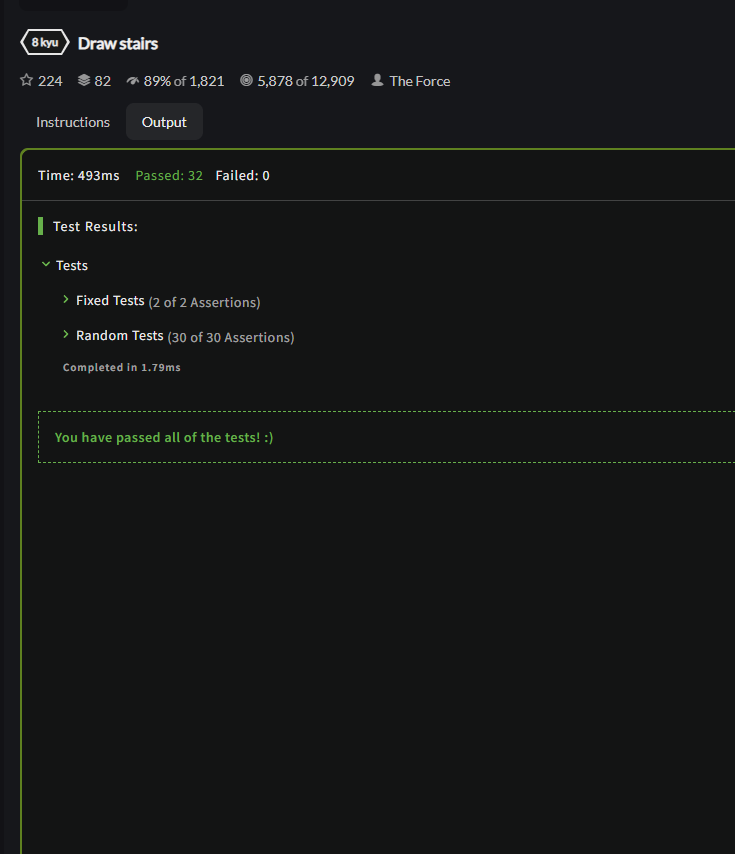 8 kyu Draw stairs
224 82 89% of 1,821 5,878 of 12,909 The Force
Instructions Output
Time: 493ms Passed: 32 Failed: 0
Test Results:
Tests
Fixed Tests (2 of 2 Assertions)
Random Tests (30 of 30 Assertions)
Completed in 1.79ms
You have passed all of the tests! :)